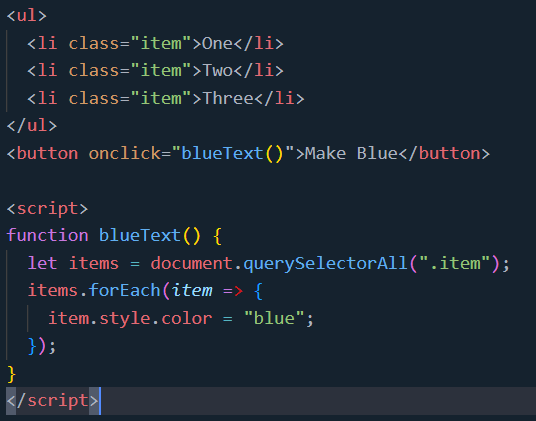 <ul>
  <li class="item">One</li>
  <li class="item">Two</li>
  <li class="item">Three</li>
</ul>
<button onclick="blueText()">Make Blue</button>

<script>
function blueText() {
  let items = document.querySelectorAll(".item");
  items.forEach(item => {
    item.style.color = "blue";
  });
}
</script>